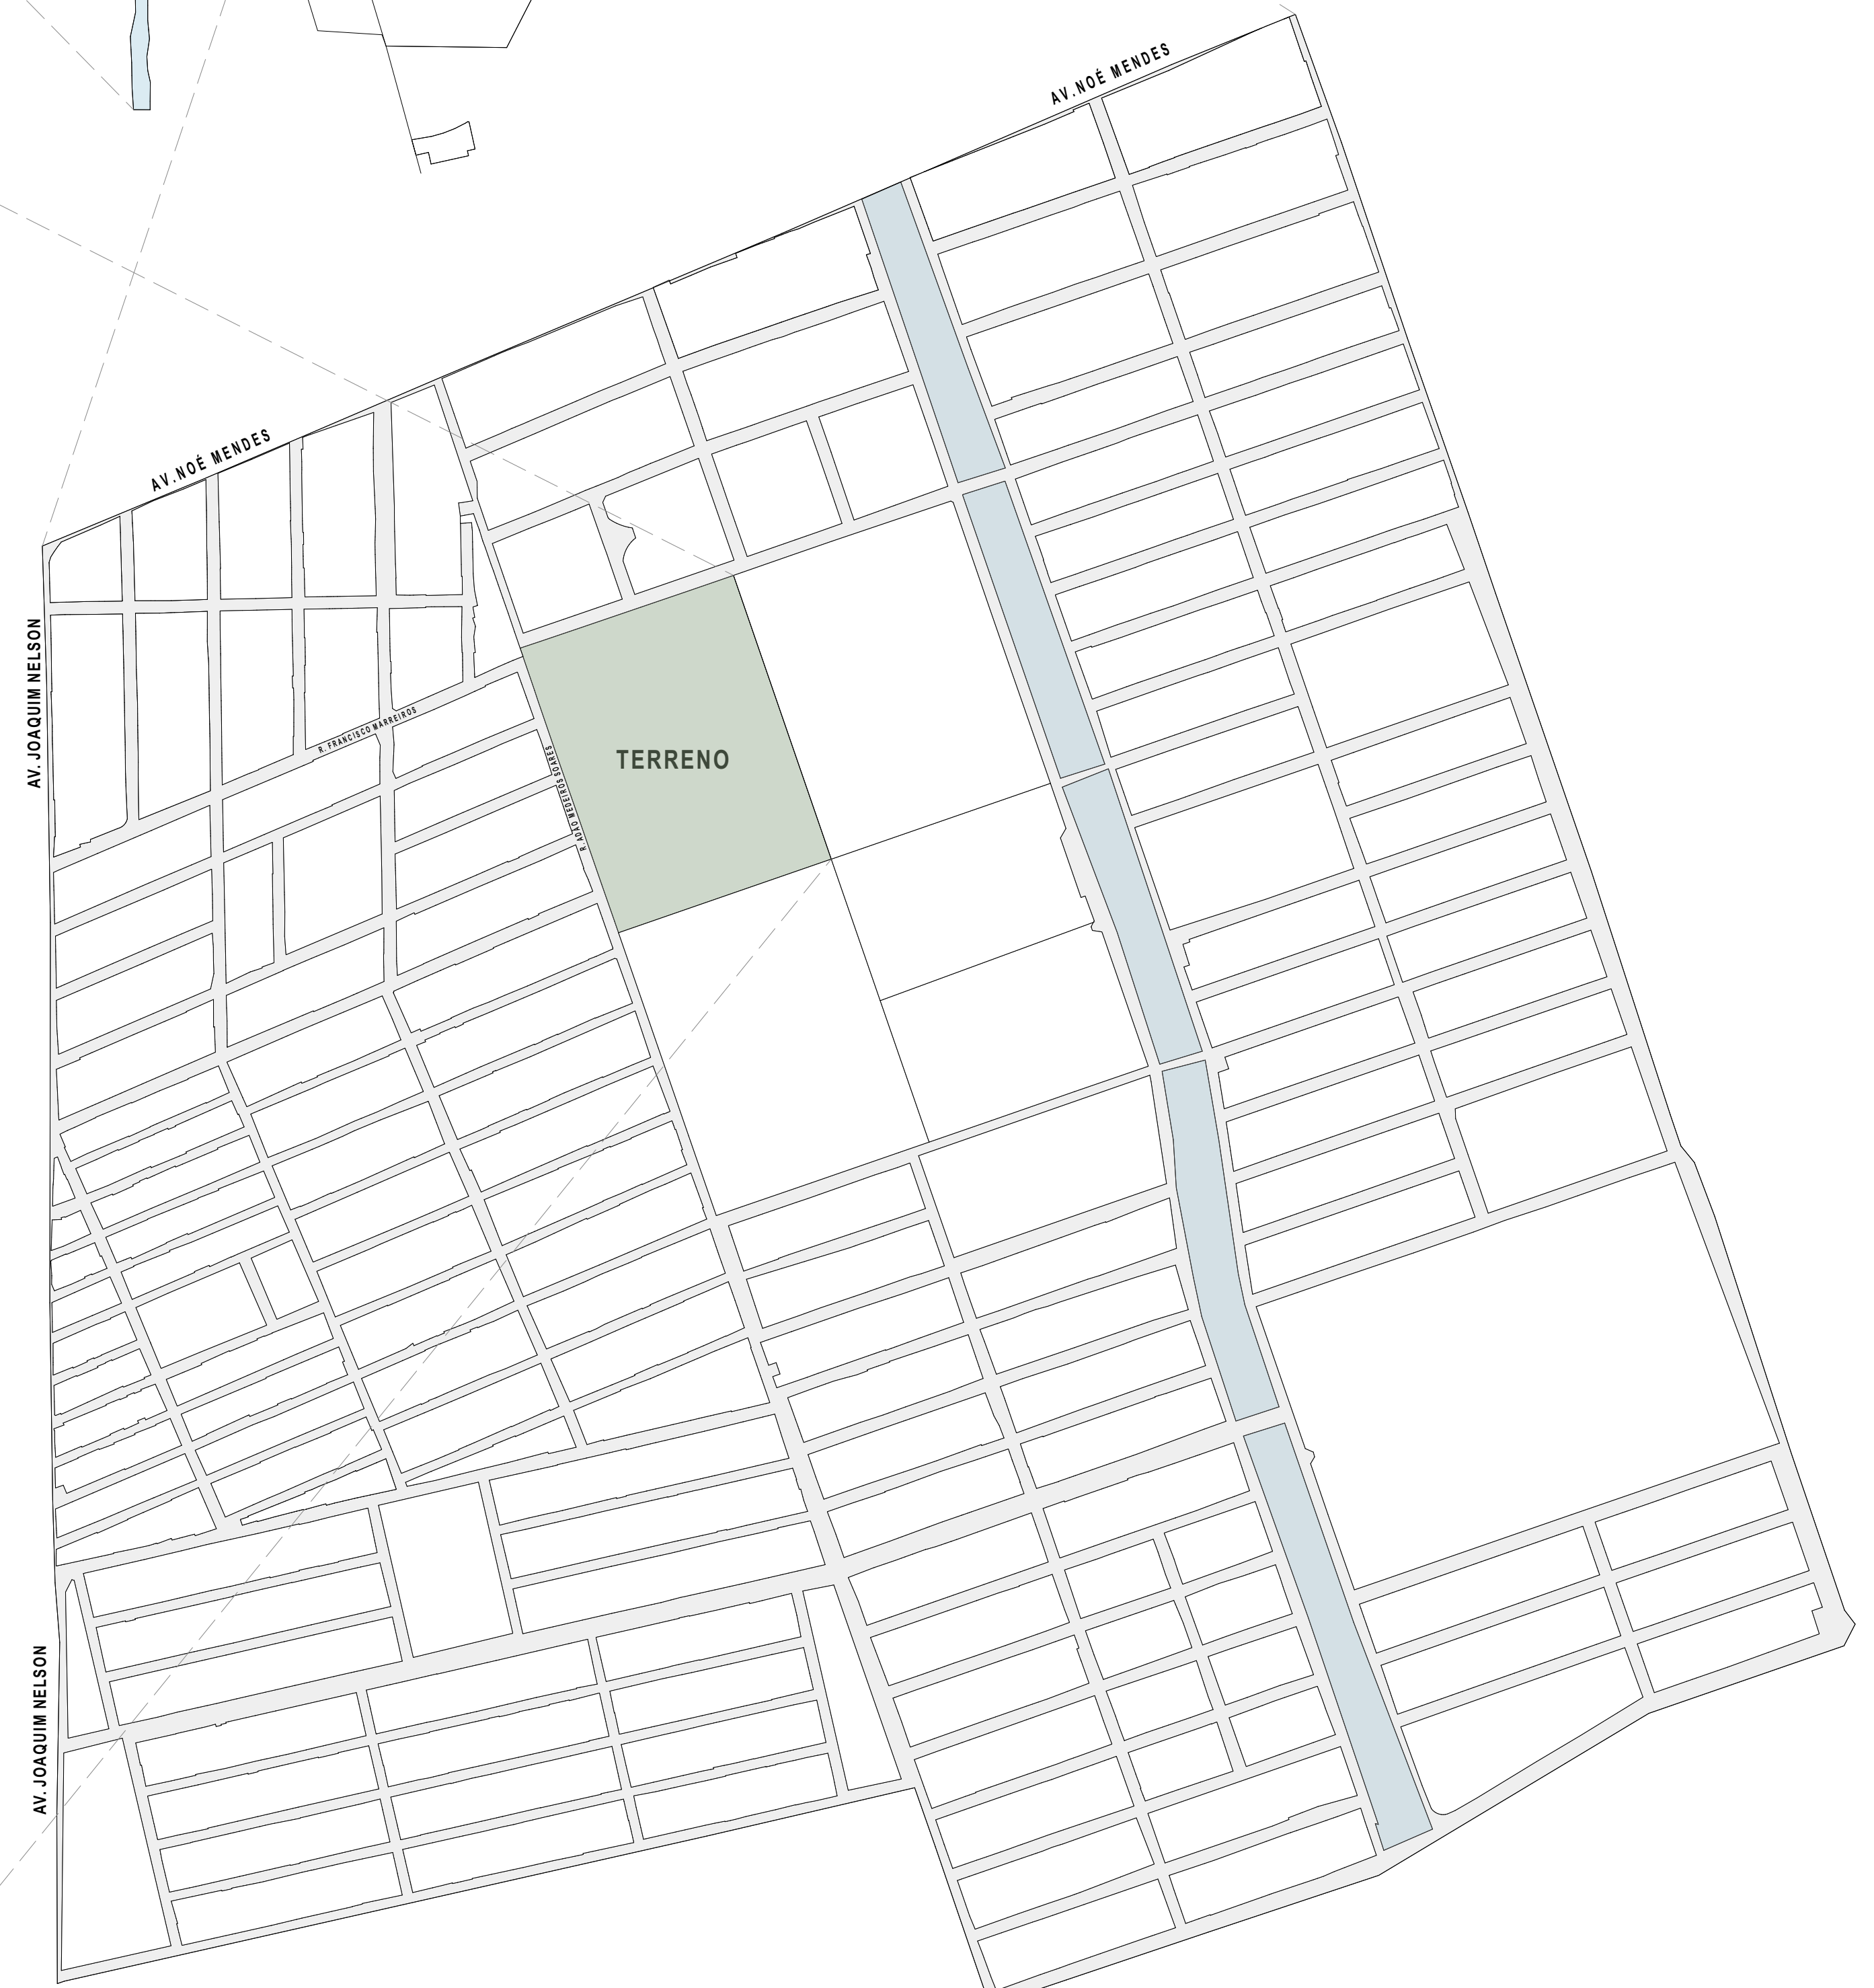 AV. NOÉ MENDES
AV. NOÉ MENDES
AV. JOAQUIM NELSON
R. FRANCISCO MARREIROS
R. ADÃO MEDEIROS SOARES
TERRENO
AV. JOAQUIM NELSON